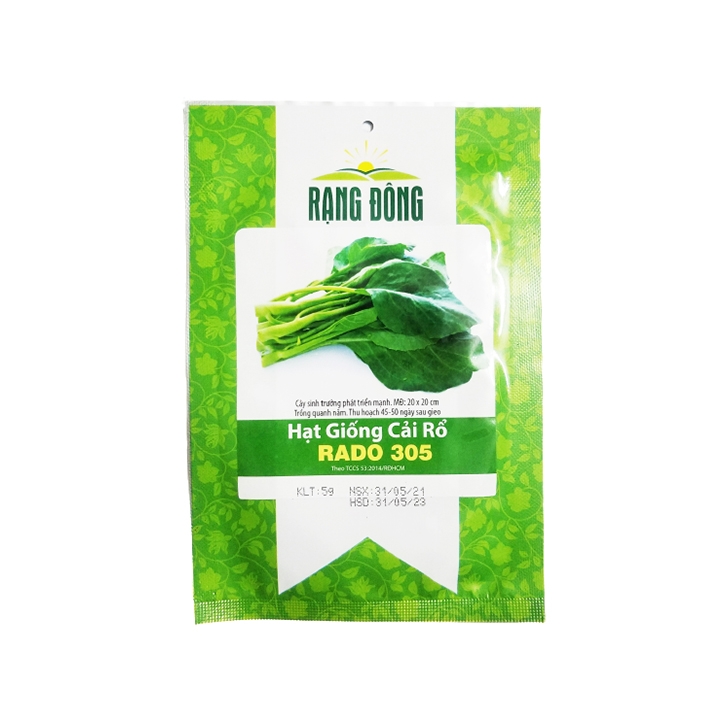 RẠNG ĐÔNG
Cây sinh trưởng phát triển mạnh. MĐ: 20 x 20 cm
Trồng quanh năm. Thu hoạch 45-50 ngày sau gieo
Hạt Giống Cải Rổ
RADO 305
Theo TCCS 53:2014/RDHCM
KLT:5g NSX:31/05/21
HSD:31/05/23